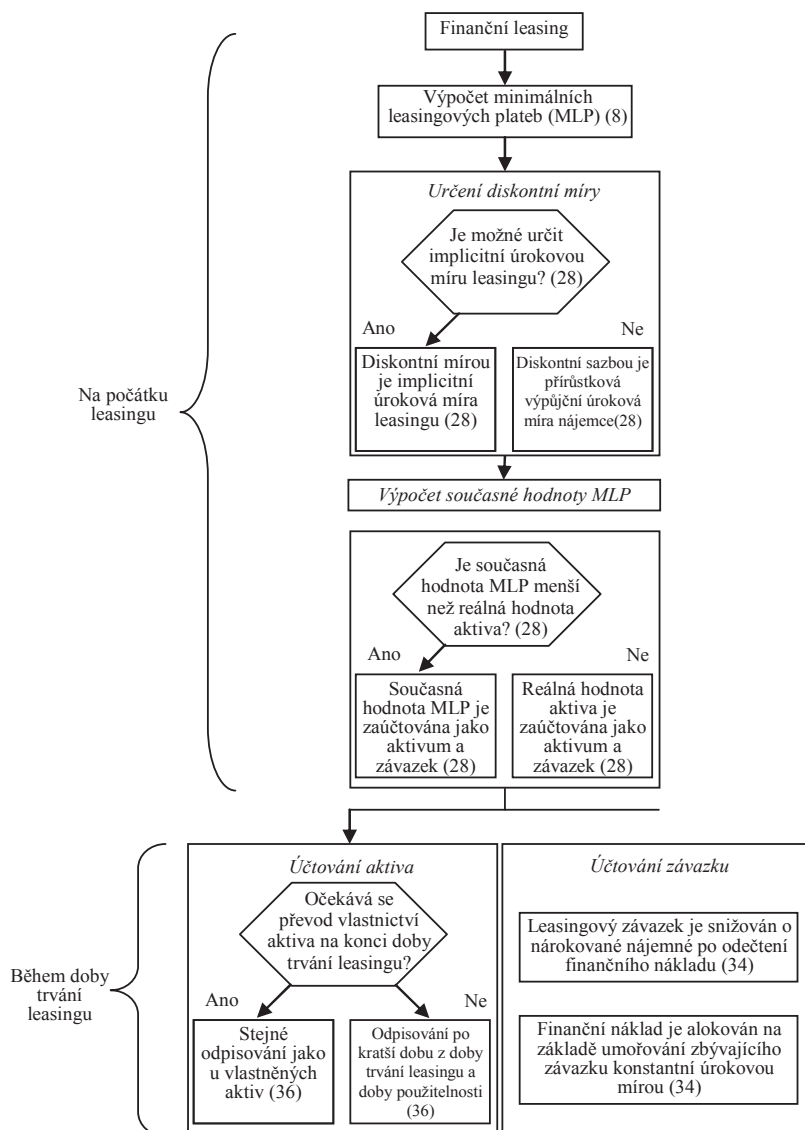 Finanční leasing
Výpočet minimálních
leasingových plateb (MLP) (8)
Určení diskontní míry
Je možné určit
implicitní úrokovou
míru leasingu? (28)
Ano
Ne
Diskontní mírou
je implicitní
úroková míra
leasingu (28)
Diskontní sazbou je
přírůstková
výpůjční úroková
míra nájemce(28)
Na počátku
leasingu
Výpočet současné hodnoty MLP
Je současná
hodnota MLP menší
než reálná hodnota
aktiva? (28)
Ano
Ne
Současná
hodnota MLP je
zaúčtována jako
aktivum a
závazek (28)
Reálná hodnota
aktiva je
zaúčtována jako
aktivum a
závazek (28)
Účtování aktiva
Očekává se
převod vlastnictví
aktiva na konci doby
trvání leasingu?
Ano
Ne
Stejné
odpisování jako
u vlastněných
aktiv (36)
Odpisování po
kratší dobu z doby
trvání leasingu a
doby použitelnosti
(36)
Během doby
trvání
leasingu
Účtování závazku
Leasingový závazek je snižován o
nárokované nájemné po odečtení
finančního nákladu (34)
Finanční náklad je alokován na
základě umořování zbývajícího
závazku konstantní úrokovou
mírou (34)